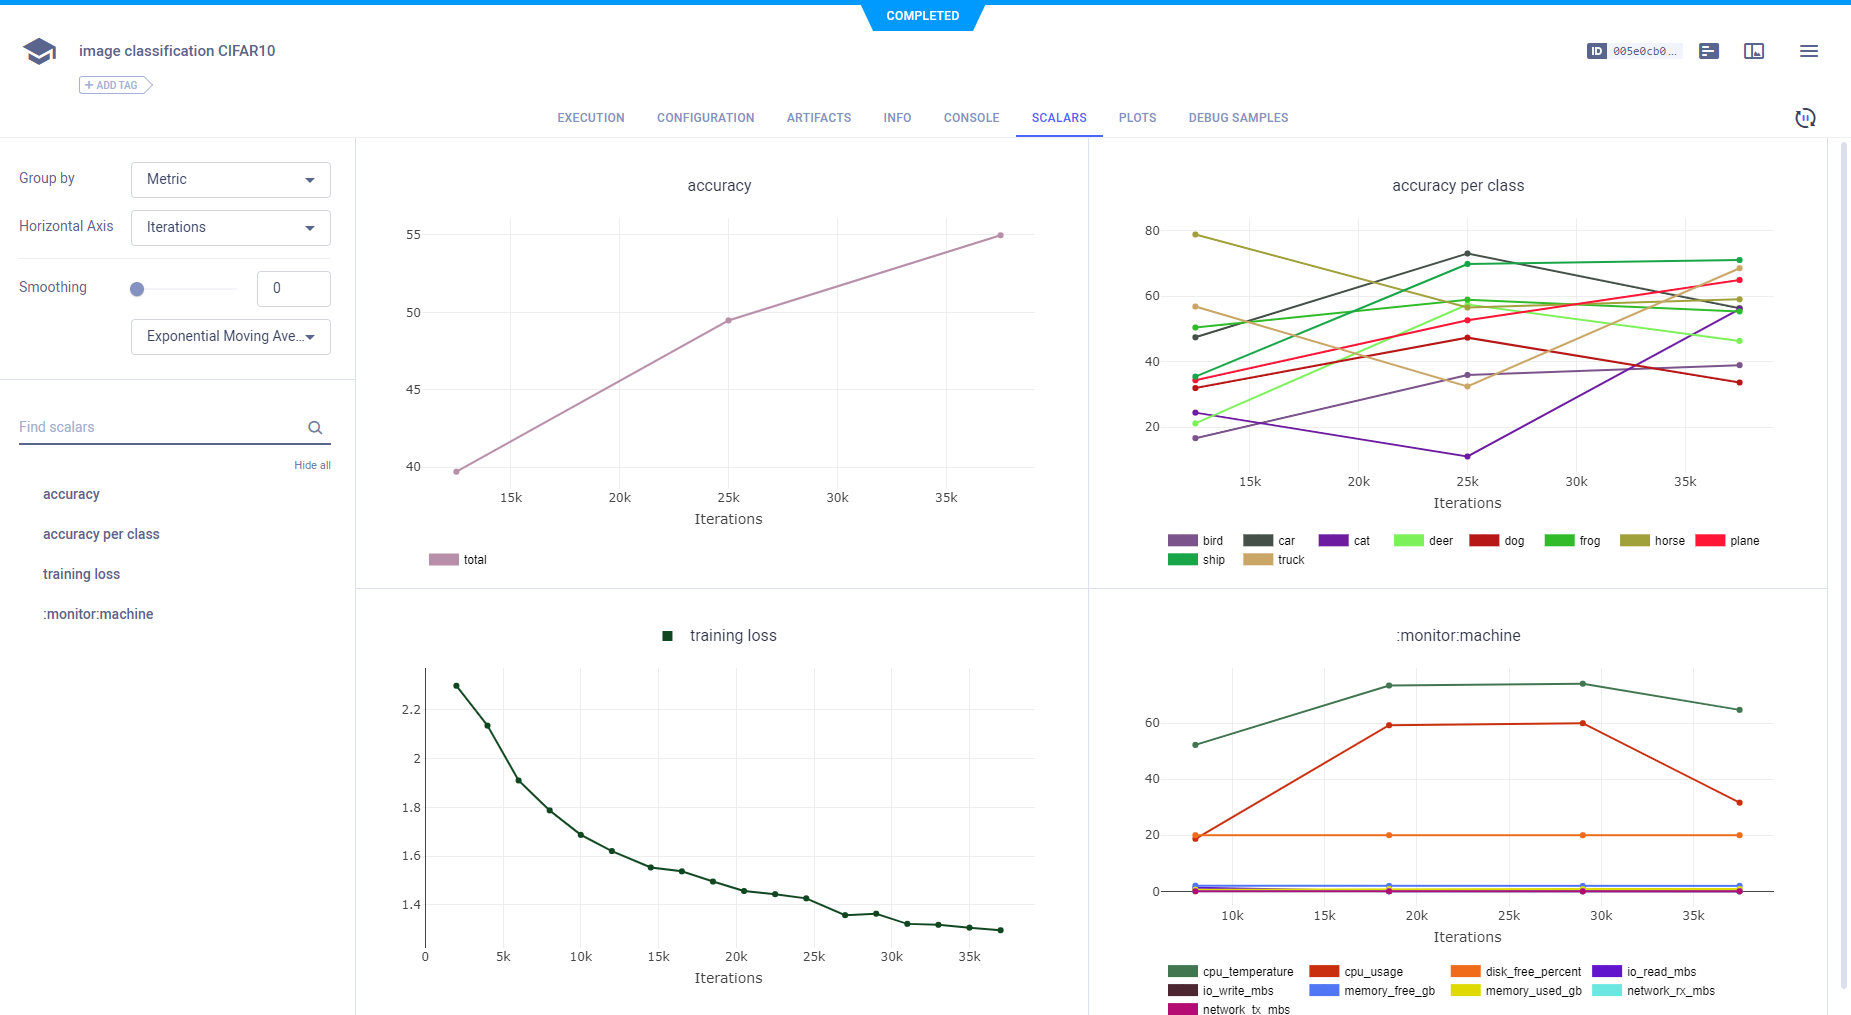 COMPLETED
image classification CIFAR10
ID 005e0cb0...
+ ADD TAG
EXECUTION CONFIGURATION ARTIFACTS INFO CONSOLE SCALARS PLOTS DEBUG SAMPLES
Group by Metric
Horizontal Axis Iterations
Smoothing 0
Exponential Moving Ave...
Find scalars
Hide all
accuracy
accuracy per class
training loss
:monitor:machine
accuracy
55
50
45
40
15k 20k 25k 30k 35k
Iterations
total
accuracy per class
80
60
40
20
15k 20k 25k 30k 35k
Iterations
bird car cat deer dog frog horse plane
ship truck
training loss
2.2
2
1.8
1.6
1.4
0 5k 10k 15k 20k 25k 30k 35k
Iterations
:monitor:machine
60
40
20
0
10k 15k 20k 25k 30k 35k
Iterations
cpu_temperature cpu_usage disk_free_percent io_read_mbs
io_write_mbs memory_free_gb memory_used_gb network_rx_mbs
network_tx_mbs